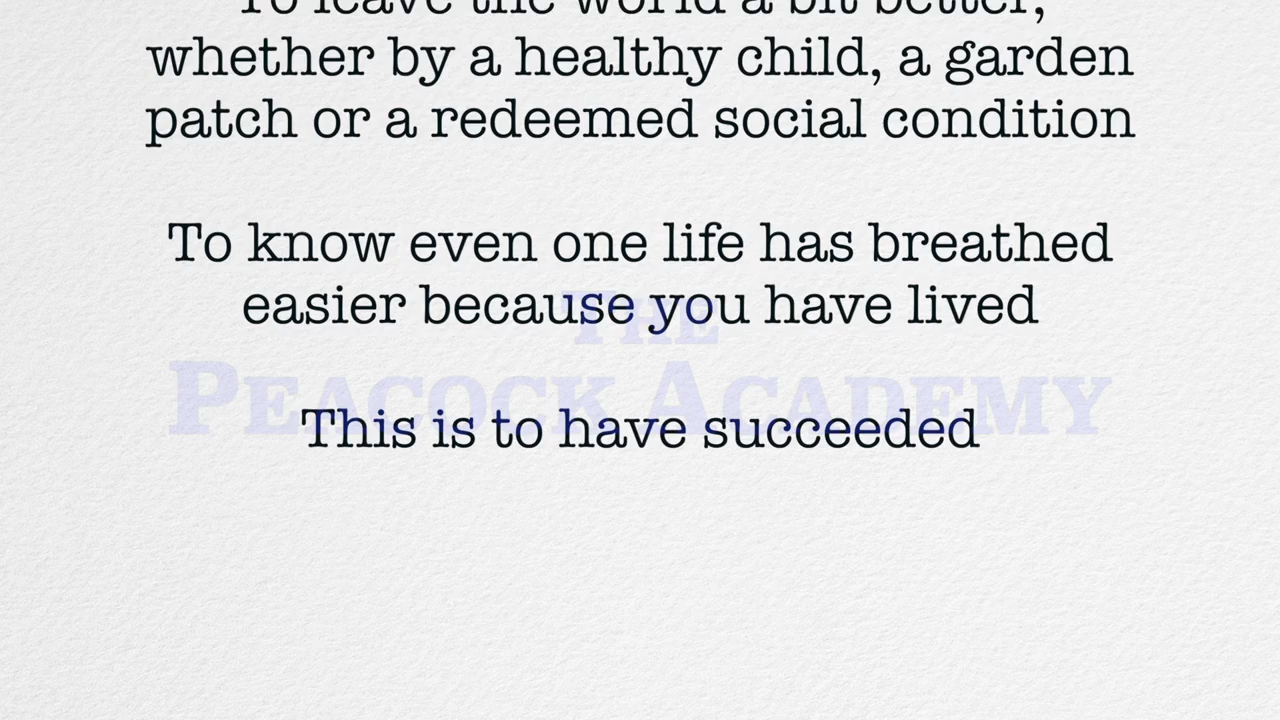 To leave the world a bit better,
whether by a healthy child, a garden
patch or a redeemed social condition
To know even one life has breathed
easier because you have lived
The
Peacock Academy
This is to have succeeded